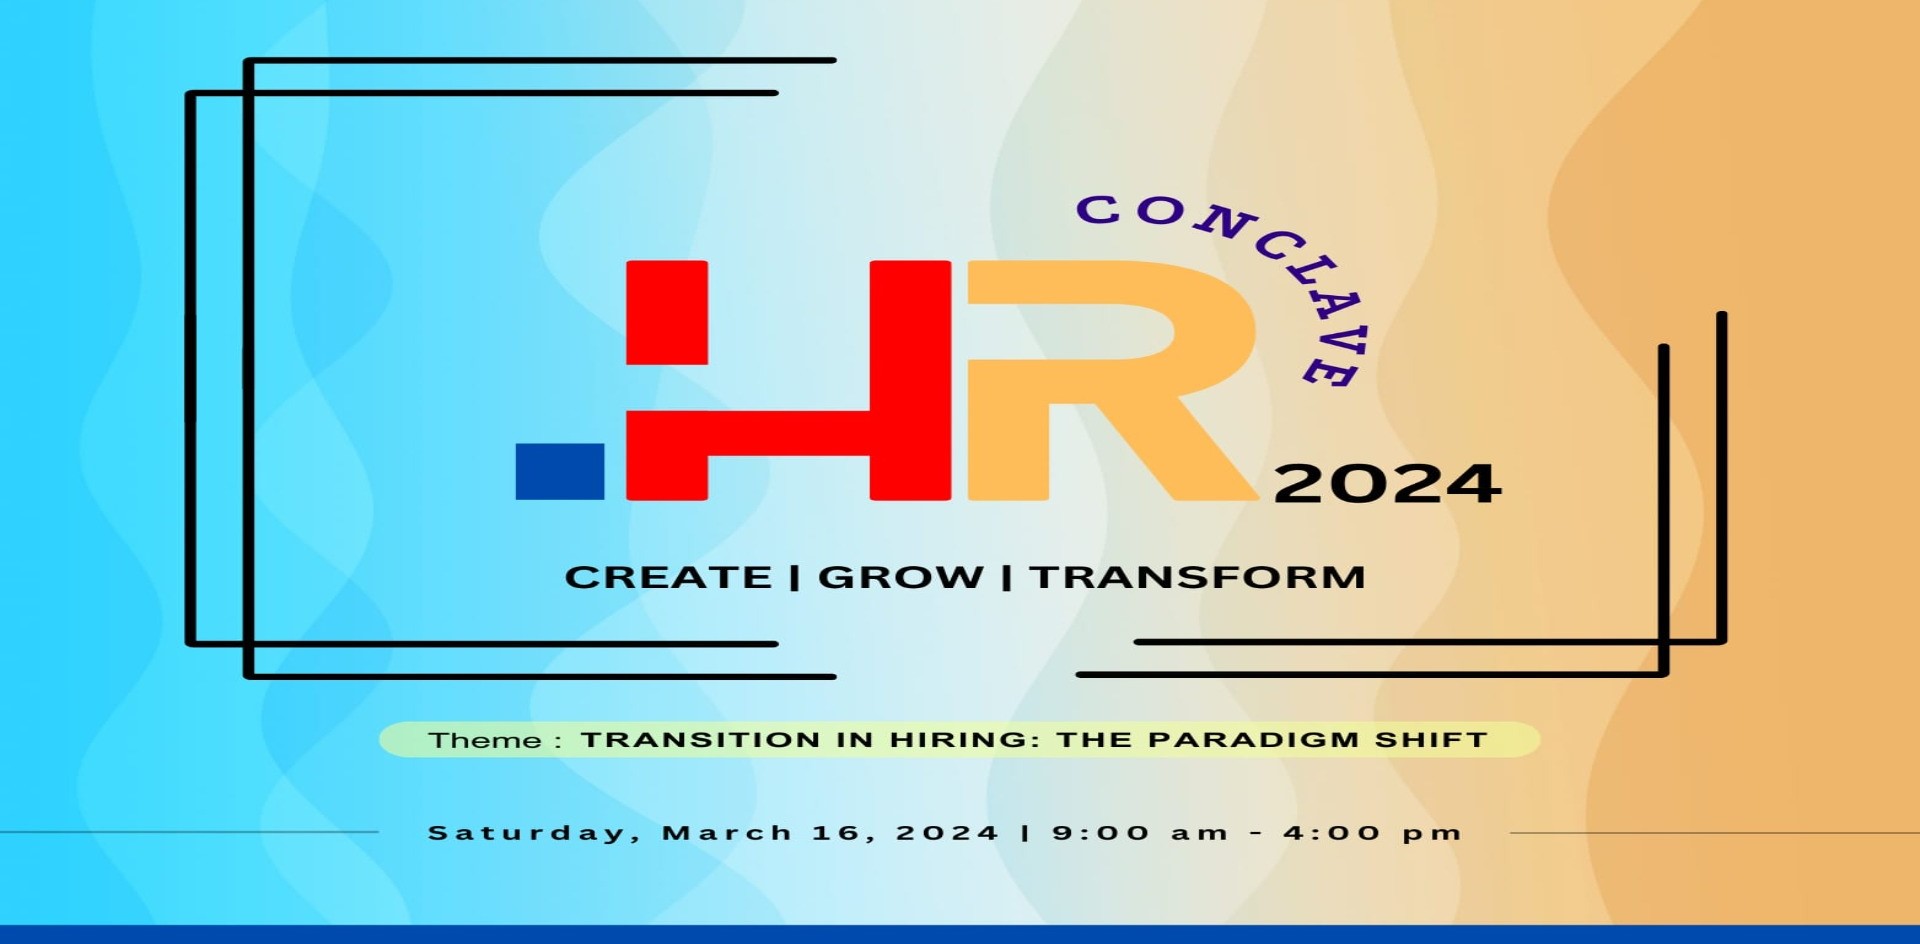 CONCLAVE
HR 2024
CREATE | GROW | TRANSFORM
Theme : TRANSITION IN HIRING: THE PARADIGM SHIFT
Saturday, March 16, 2024 | 9:00 am - 4:00 pm